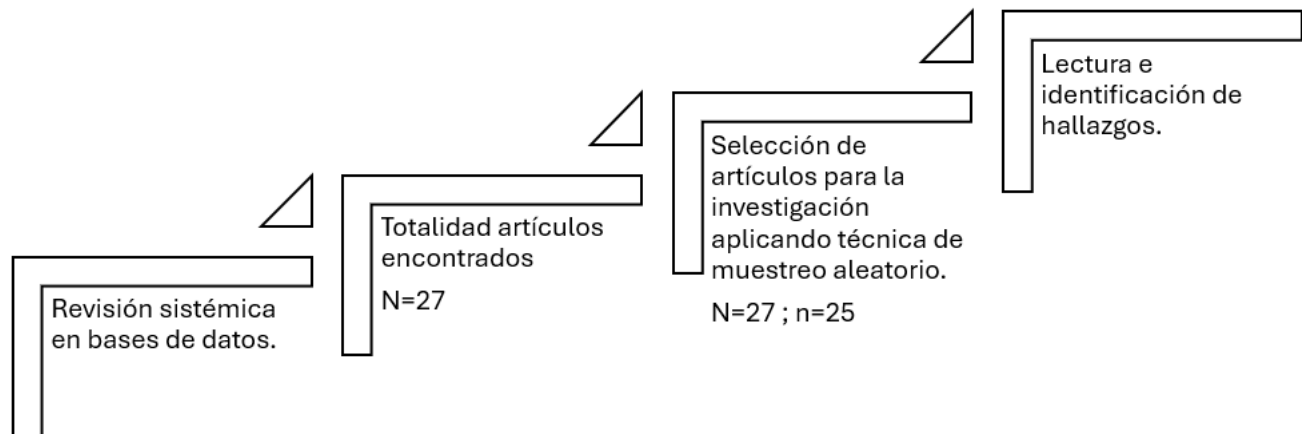 Revisión sistémica
en bases de datos.
Totalidad artículos
encontrados
N=27
Selección de
artículos para la
investigación
aplicando técnica de
muestreo aleatorio.
N=27 ; n=25
Lectura e
identificación de
hallazgos.